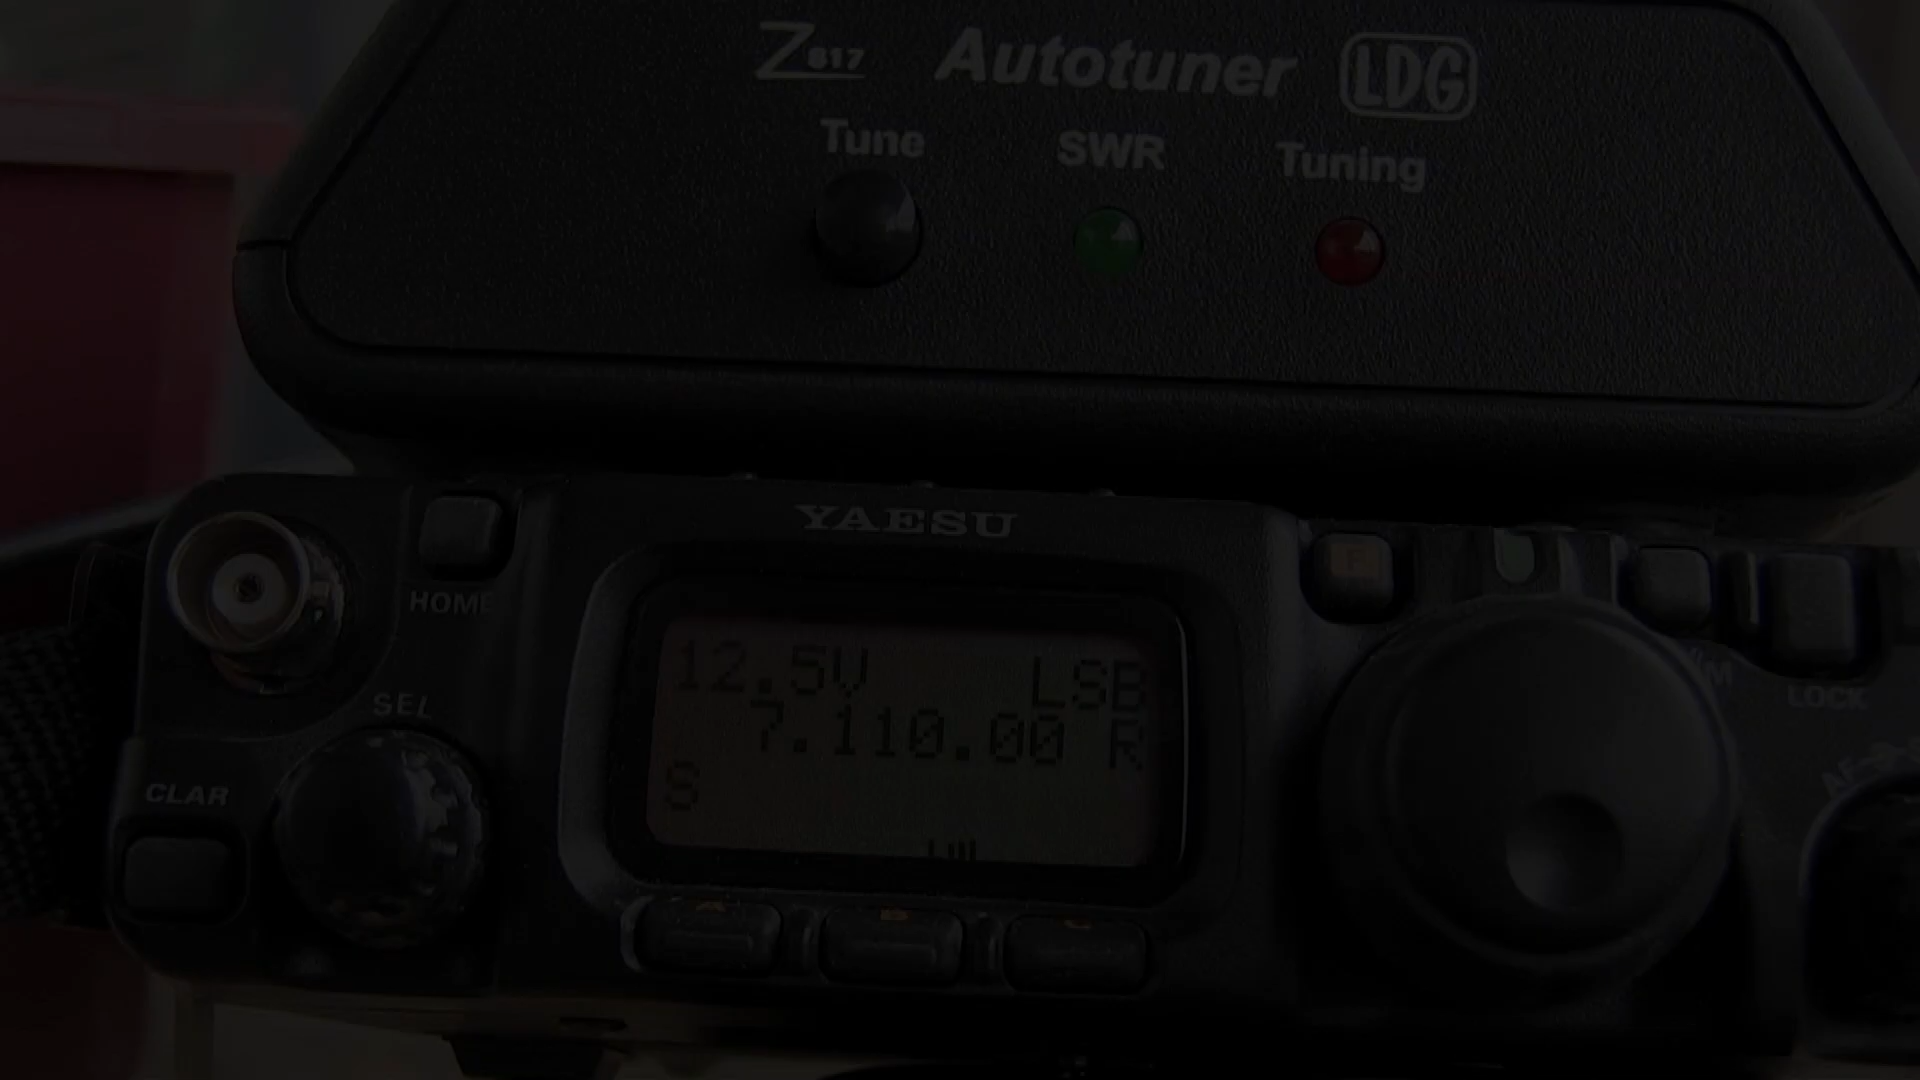 Z817 Autotuner LDG
Tune SWR Tuning
YAESU
F
HOME
12.5V LSB
7.110.00 R
S
SEL
CLAR
LOCK
A B C